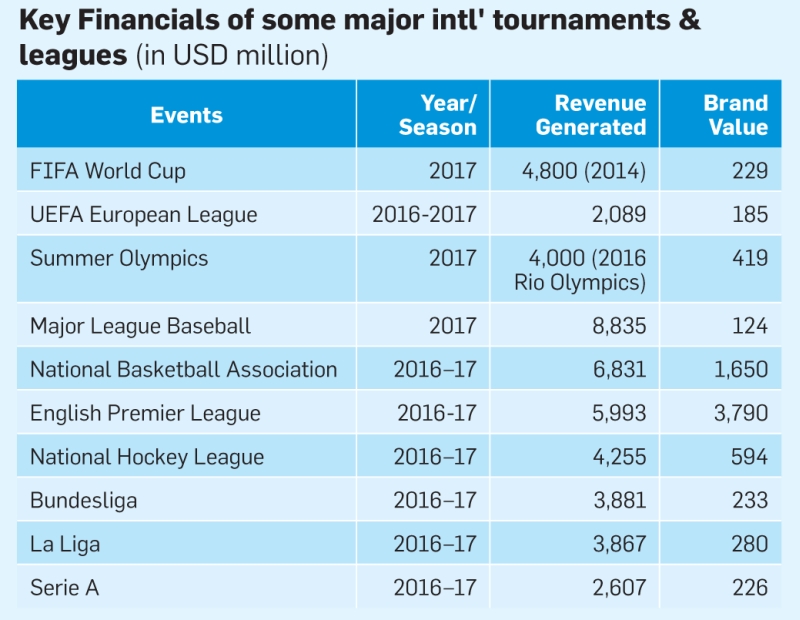 Key Financials of some major intl' tournaments &
leagues (in USD million)
Events Year/ Season Revenue Generated Brand Value
FIFA World Cup 2017 4,800 (2014) 229
UEFA European League 2016-2017 2,089 185
Summer Olympics 2017 4,000 (2016 Rio Olympics) 419
Major League Baseball 2017 8,835 124
National Basketball Association 2016–17 6,831 1,650
English Premier League 2016-17 5,993 3,790
National Hockey League 2016–17 4,255 594
Bundesliga 2016–17 3,881 233
La Liga 2016–17 3,867 280
Serie A 2016–17 2,607 226